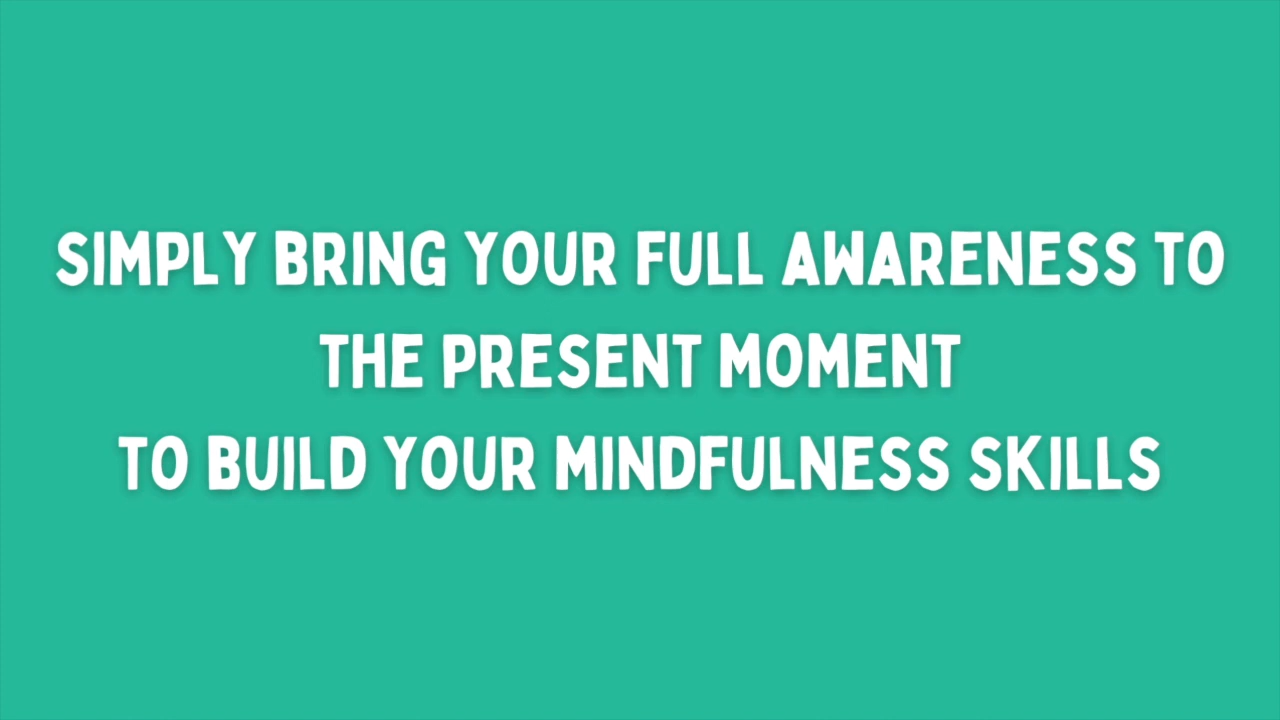 SIMPLY BRING YOUR FULL AWARENESS TO
THE PRESENT MOMENT
TO BUILD YOUR MINDFULNESS SKILLS